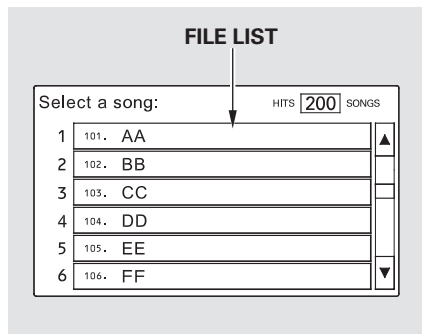 FILE LIST
Select a song: HITS 200 SONGS
1 101. AA
2 102. BB
3 103. CC
4 104. DD
5 105. EE
6 106. FF